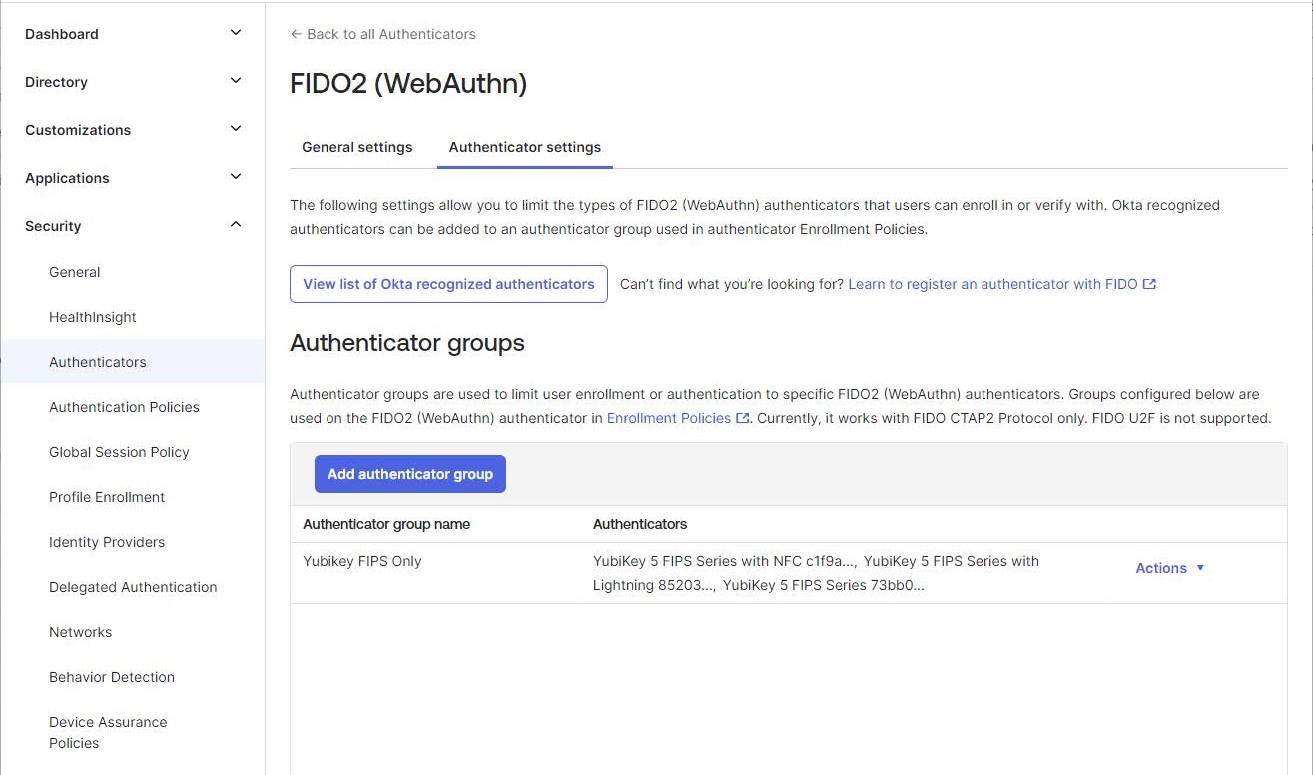 Dashboard
Directory
Customizations
Applications
Security
General
HealthInsight
Authenticators
Authentication Policies
Global Session Policy
Profile Enrollment
Identity Providers
Delegated Authentication
Networks
Behavior Detection
Device Assurance
Policies
← Back to all Authenticators
FIDO2 (WebAuthn)
General settings Authenticator settings
The following settings allow you to limit the types of FIDO2 (WebAuthn) authenticators that users can enroll in or verify with. Okta recognized
authenticators can be added to an authenticator group used in authenticator Enrollment Policies.
View list of Okta recognized authenticators Can't find what you're looking for? Learn to register an authenticator with FIDO
Authenticator groups
Authenticator groups are used to limit user enrollment or authentication to specific FIDO2 (WebAuthn) authenticators. Groups configured below are
used on the FIDO2 (WebAuthn) authenticator in Enrollment Policies. Currently, it works with FIDO CTAP2 Protocol only. FIDO U2F is not supported.
Add authenticator group
Authenticator group name Authenticators
Yubikey FIPS Only YubiKey 5 FIPS Series with NFC c1f9a..., YubiKey 5 FIPS Series with
Lightning 85203..., YubiKey 5 FIPS Series 73bb0...
Actions